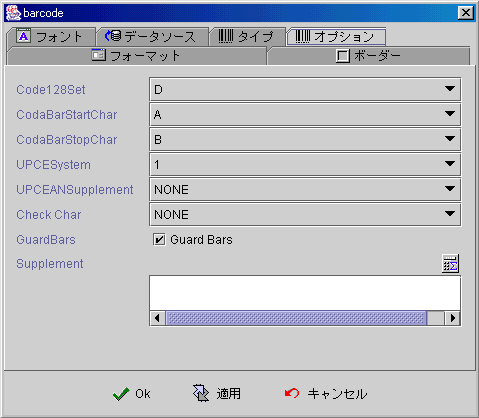 barcode
フォント データソース タイプ オプション
フォーマット ボーダー
Code128Set D
CodaBarStartChar A
CodaBarStopChar B
UPCESystem 1
UPCEANSupplement NONE
Check Char NONE
GuardBars Guard Bars
Supplement
Ok 適用 キャンセル